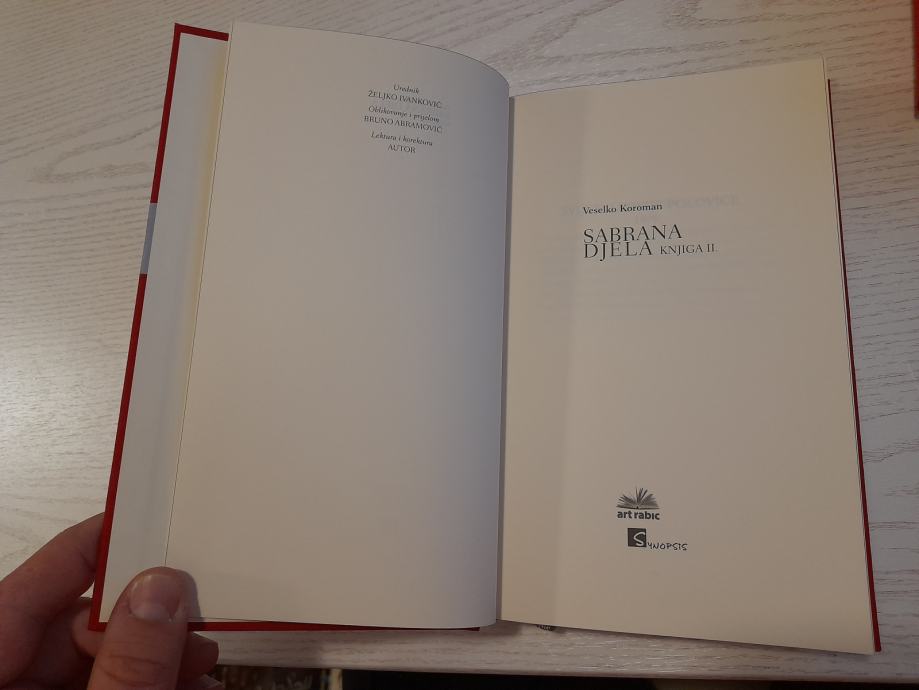 Urednik
ŽELJKO IVANKOVIĆ
Oblikovanje i prijelom
BRUNO ABRAMOVIĆ
Lektura i korektura
AUTOR
Veselko Koroman
SABRANA
DJELA KNJIGA II.
art rabic
SYNOPSIS
POLOVICE